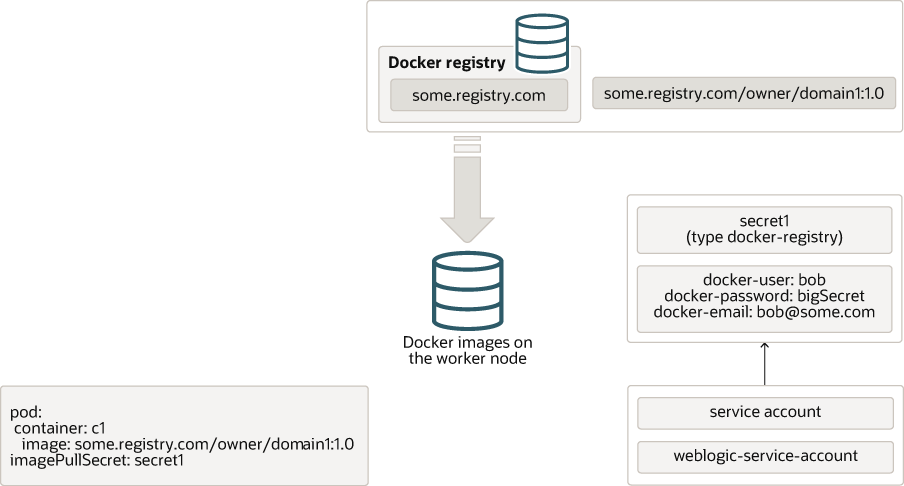 Docker registry
some.registry.com
some.registry.com/owner/domain1:1.0
secret1
(type docker-registry)
docker-user: bob
docker-password: bigSecret
docker-email: bob@some.com
Docker images on
the worker node
pod:
container: c1
image: some.registry.com/owner/domain1:1.0
imagePullSecret: secret1
service account
weblogic-service-account